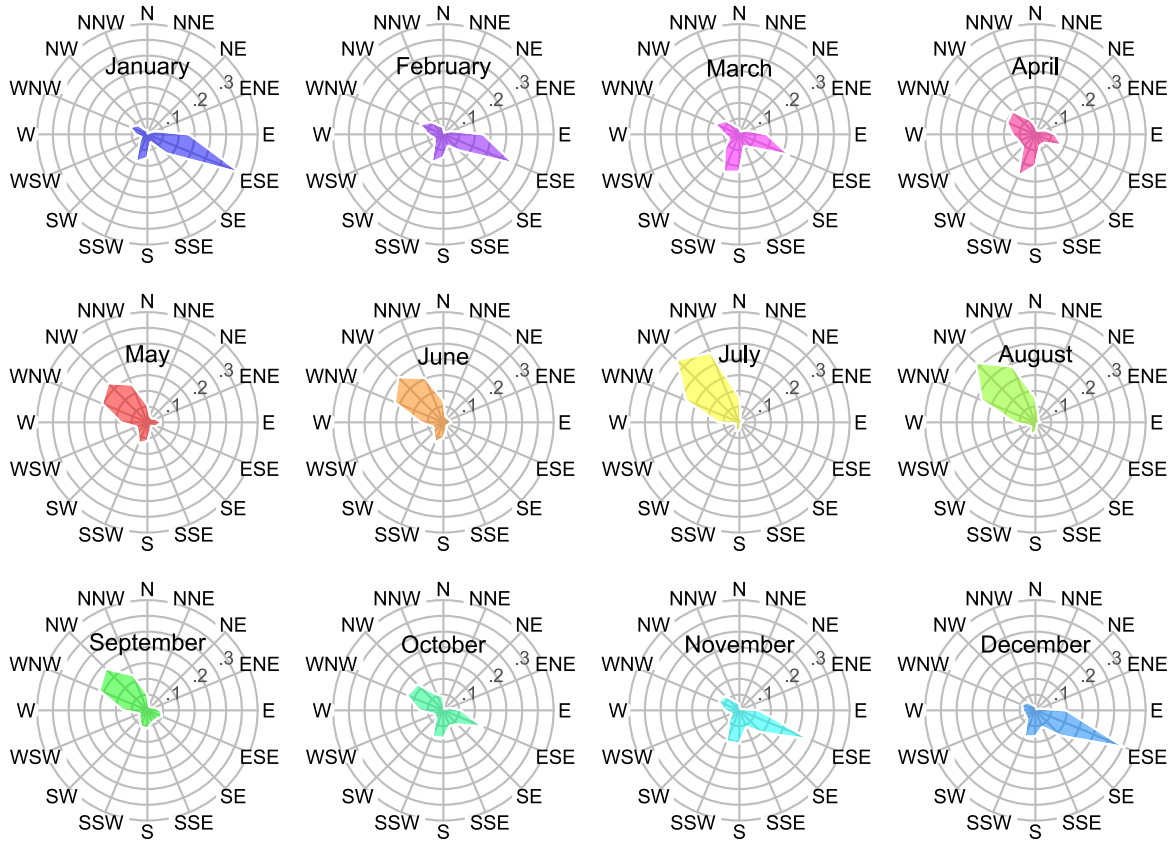 N
NNW NNE
NW NE
January
.3
WNW ENE
.2
.1
W E
WSW ESE
SW SE
SSW SSE
S
N
NNW NNE
NW NE
February
.3
WNW ENE
.2
.1
W E
WSW ESE
SW SE
SSW SSE
S
N
NNW NNE
NW NE
March
.3
WNW ENE
.2
.1
W E
WSW ESE
SW SE
SSW SSE
S
N
NNW NNE
NW NE
April
.3
WNW ENE
.2
.1
W E
WSW ESE
SW SE
SSW SSE
S
N
NNW NNE
NW NE
May
.3
WNW ENE
.2
.1
W E
WSW ESE
SW SE
SSW SSE
S
N
NNW NNE
NW NE
June
.3
WNW ENE
.2
.1
W E
WSW ESE
SW SE
SSW SSE
S
N
NNW NNE
NW NE
July
.3
WNW ENE
.2
.1
W E
WSW ESE
SW SE
SSW SSE
S
N
NNW NNE
NW NE
August
.3
WNW ENE
.2
.1
W E
WSW ESE
SW SE
SSW SSE
S
N
NNW NNE
NW NE
September
.3
WNW ENE
.2
.1
W E
WSW ESE
SW SE
SSW SSE
S
N
NNW NNE
NW NE
October
.3
WNW ENE
.2
.1
W E
WSW ESE
SW SE
SSW SSE
S
N
NNW NNE
NW NE
November
.3
WNW ENE
.2
.1
W E
WSW ESE
SW SE
SSW SSE
S
N
NNW NNE
NW NE
December
.3
WNW ENE
.2
.1
W E
WSW ESE
SW SE
SSW SSE
S